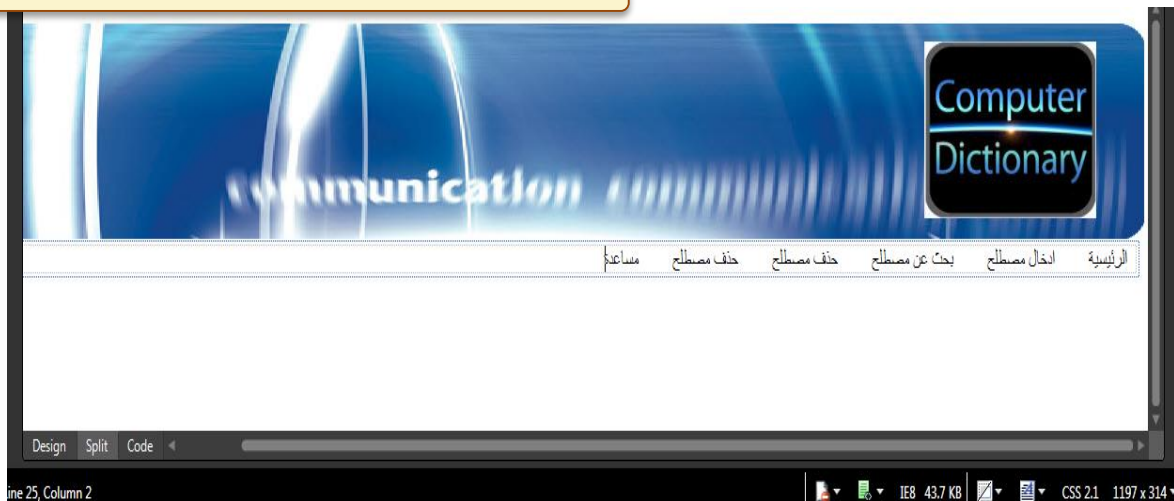 Computer
Dictionary
communication
الرئيسية ادخال مصطلح بحث عن مصطلح حذف مصطلح حذف مصطلح مساعدة
Design Split Code
ine 25, Column 2 IE8 43.7 KB CSS 2.1 1197 x 314